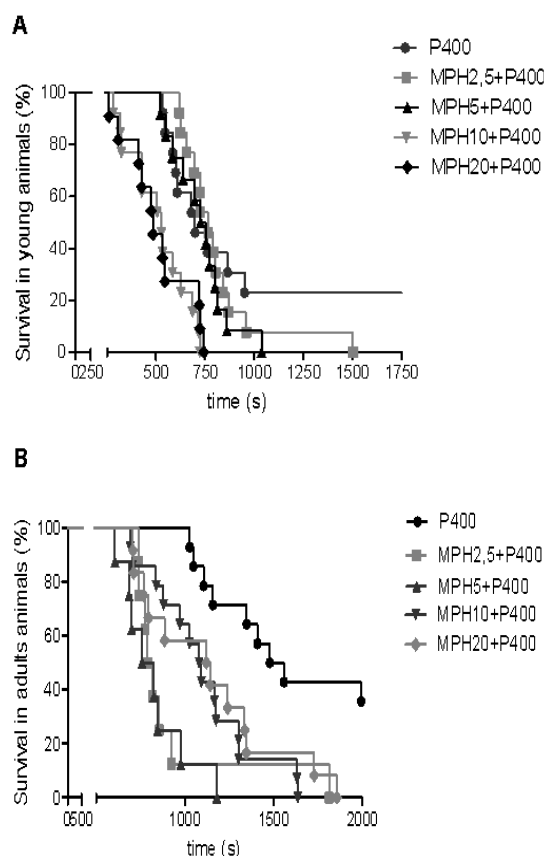 A
P400
MPH2,5+P400
MPH5+P400
MPH10+P400
MPH20+P400
Survival in young animals (%)
100
80
60
40
20
0
0250 500 750 1000 1250 1500 1750
time (s)
B
P400
MPH2,5+P400
MPH5+P400
MPH10+P400
MPH20+P400
Survival in adults animals (%)
100
80
60
40
20
0
0500 1000 1500 2000
time (s)